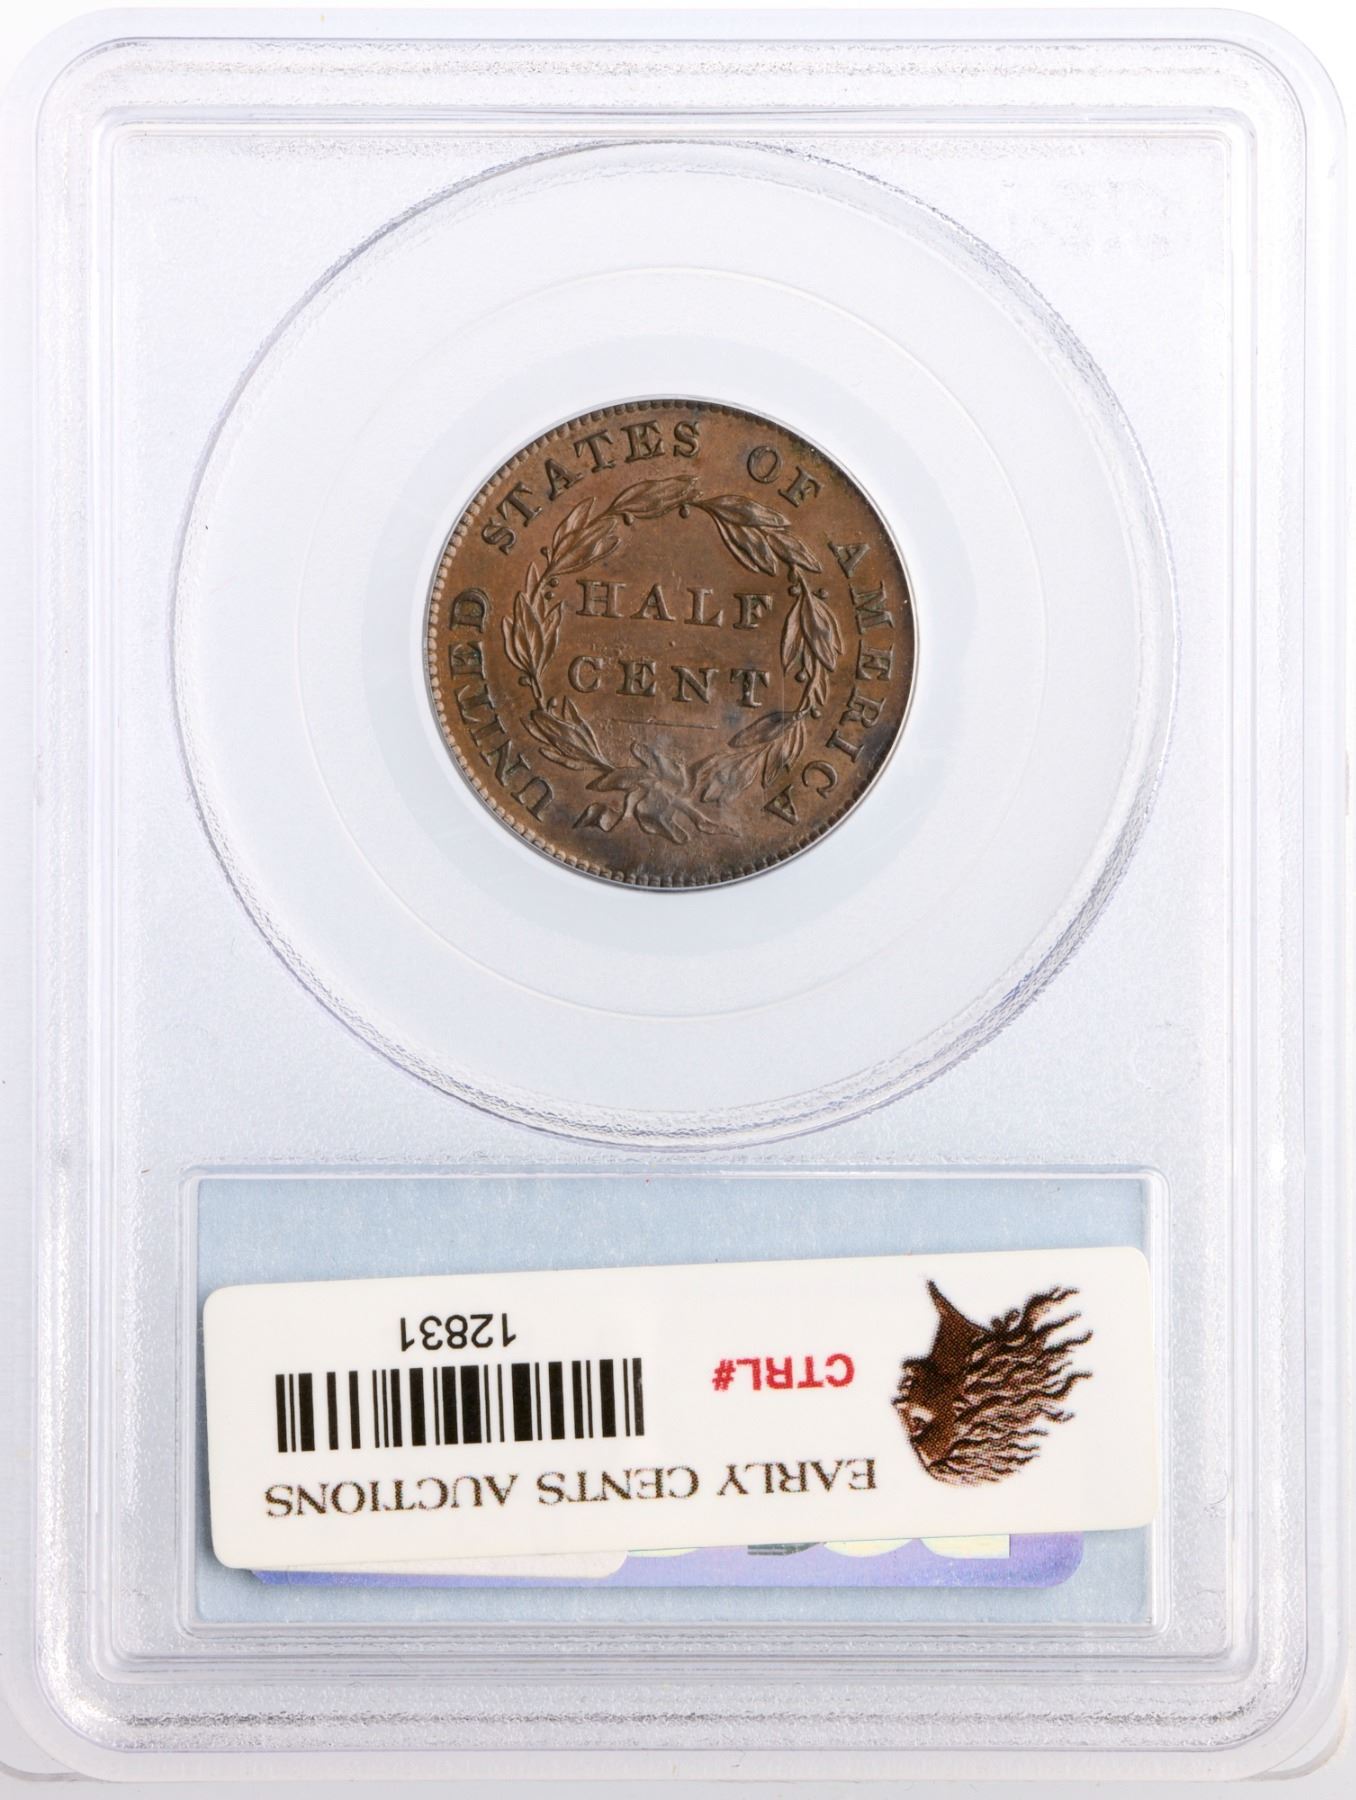 UNITED STATES OF AMERICA
HALF
CENT
EARLY CENTS AUCTIONS
CTRL#
12831